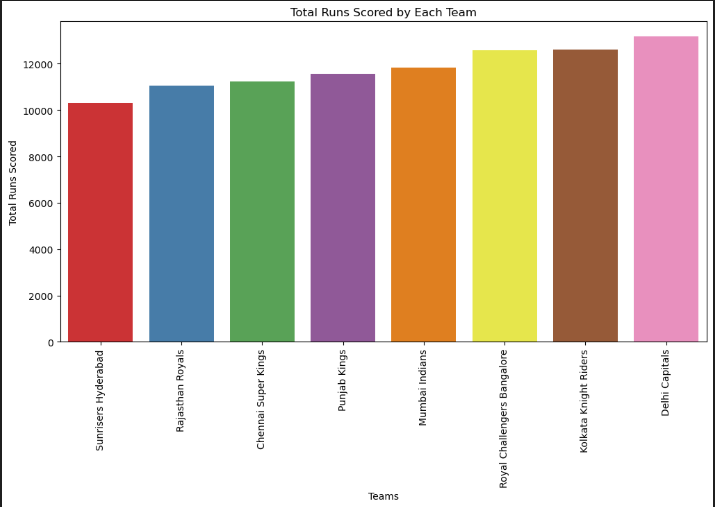 Total Runs Scored by Each Team
Total Runs Scored
12000
10000
8000
6000
4000
2000
0
Sunrisers Hyderabad
Rajasthan Royals
Chennai Super Kings
Punjab Kings
Mumbai Indians
Royal Challengers Bangalore
Kolkata Knight Riders
Delhi Capitals
Teams